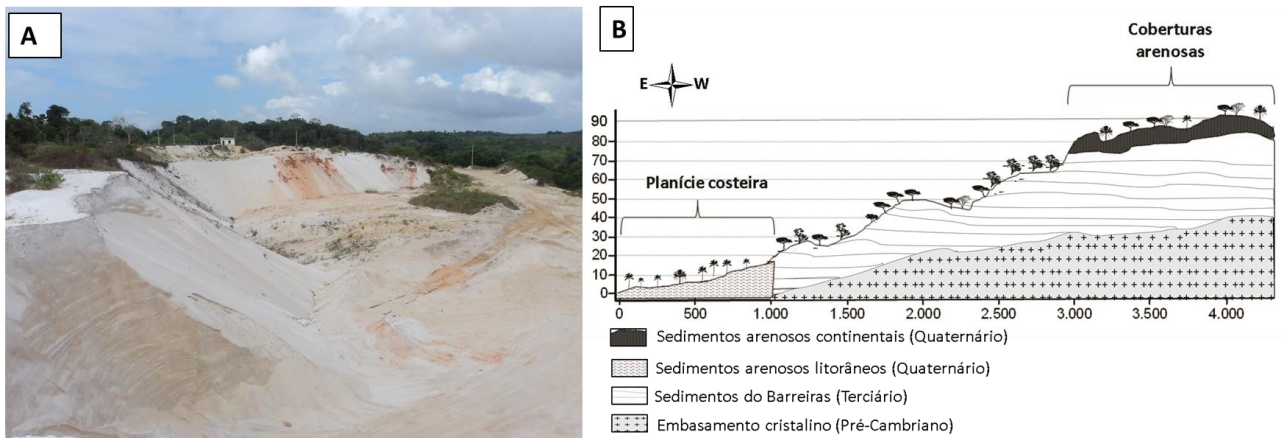 A
B
Coberturas
arenosas
E W
90
80
70
60
50
40
30
20
10
0
Planície costeira
0 500 1.000 1.500 2.000 2.500 3.000 3.500 4.000
Sedimentos arenosos continentais (Quaternário)
Sedimentos arenosos litorâneos (Quaternário)
Sedimentos do Barreiras (Terciário)
Embasamento cristalino (Pré-Cambriano)